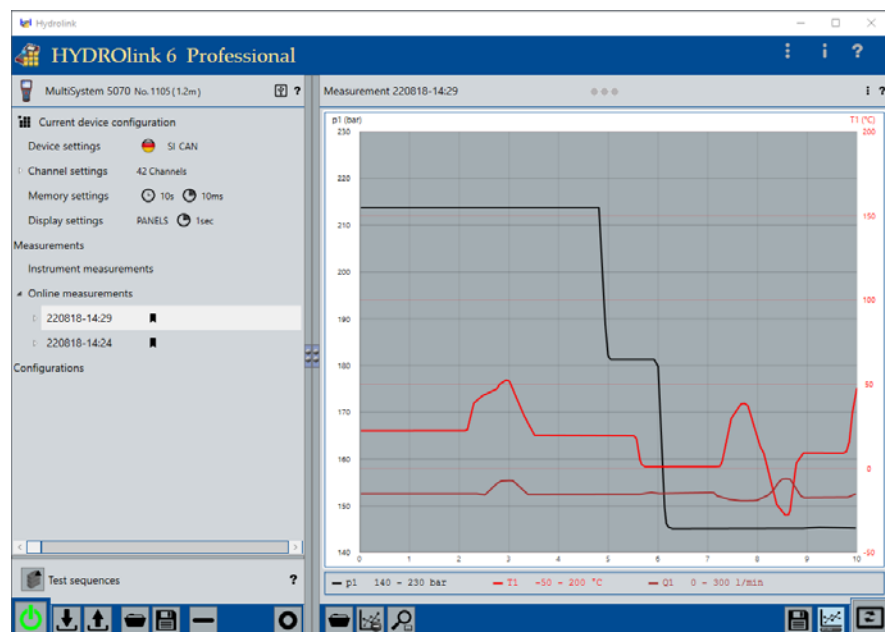 Hydrolink
HYDROlink 6 Professional
MultiSystem 5070 No. 1105 (1.2m)
?
Current device configuration
Device settings SI CAN
Channel settings 42 Channels
Memory settings 10s 10ms
Display settings PANELS 1sec
Measurements
Instrument measurements
Online measurements
220818-14:29
220818-14:24
Configurations
Test sequences ?
Measurement 220818-14:29
?
p1 (bar)
T1 (°C)
230
220
210
200
190
180
170
160
150
140
200
150
100
50
0
-50
0 1 2 3 4 5 6 7 8 9 10
p1 140 - 230 bar T1 -50 - 200 °C Q1 0 - 300 l/min